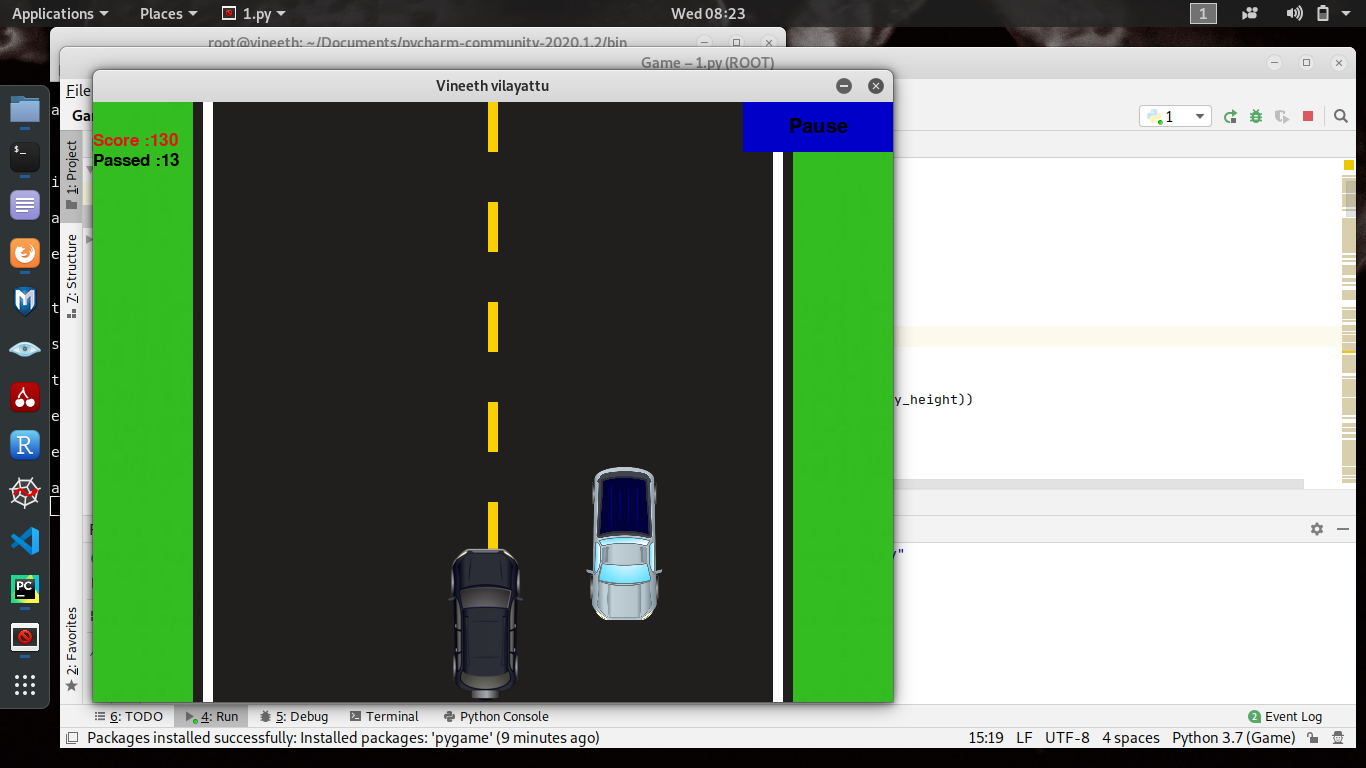 Applications Places 1.py Wed 08:23 1
root@vineeth: ~/Documents/pycharm-community-2020.1.2/bin
Game – 1.py (ROOT)
Vineeth vilayattu
File
Score :130
Passed :13
Pause
1
1: Project
7: Structure
y_height))
2: Favorites
6: TODO 4: Run 5: Debug Terminal Python Console 2 Event Log
Packages installed successfully: Installed packages: 'pygame' (9 minutes ago) 15:19 LF UTF-8 4 spaces Python 3.7 (Game)